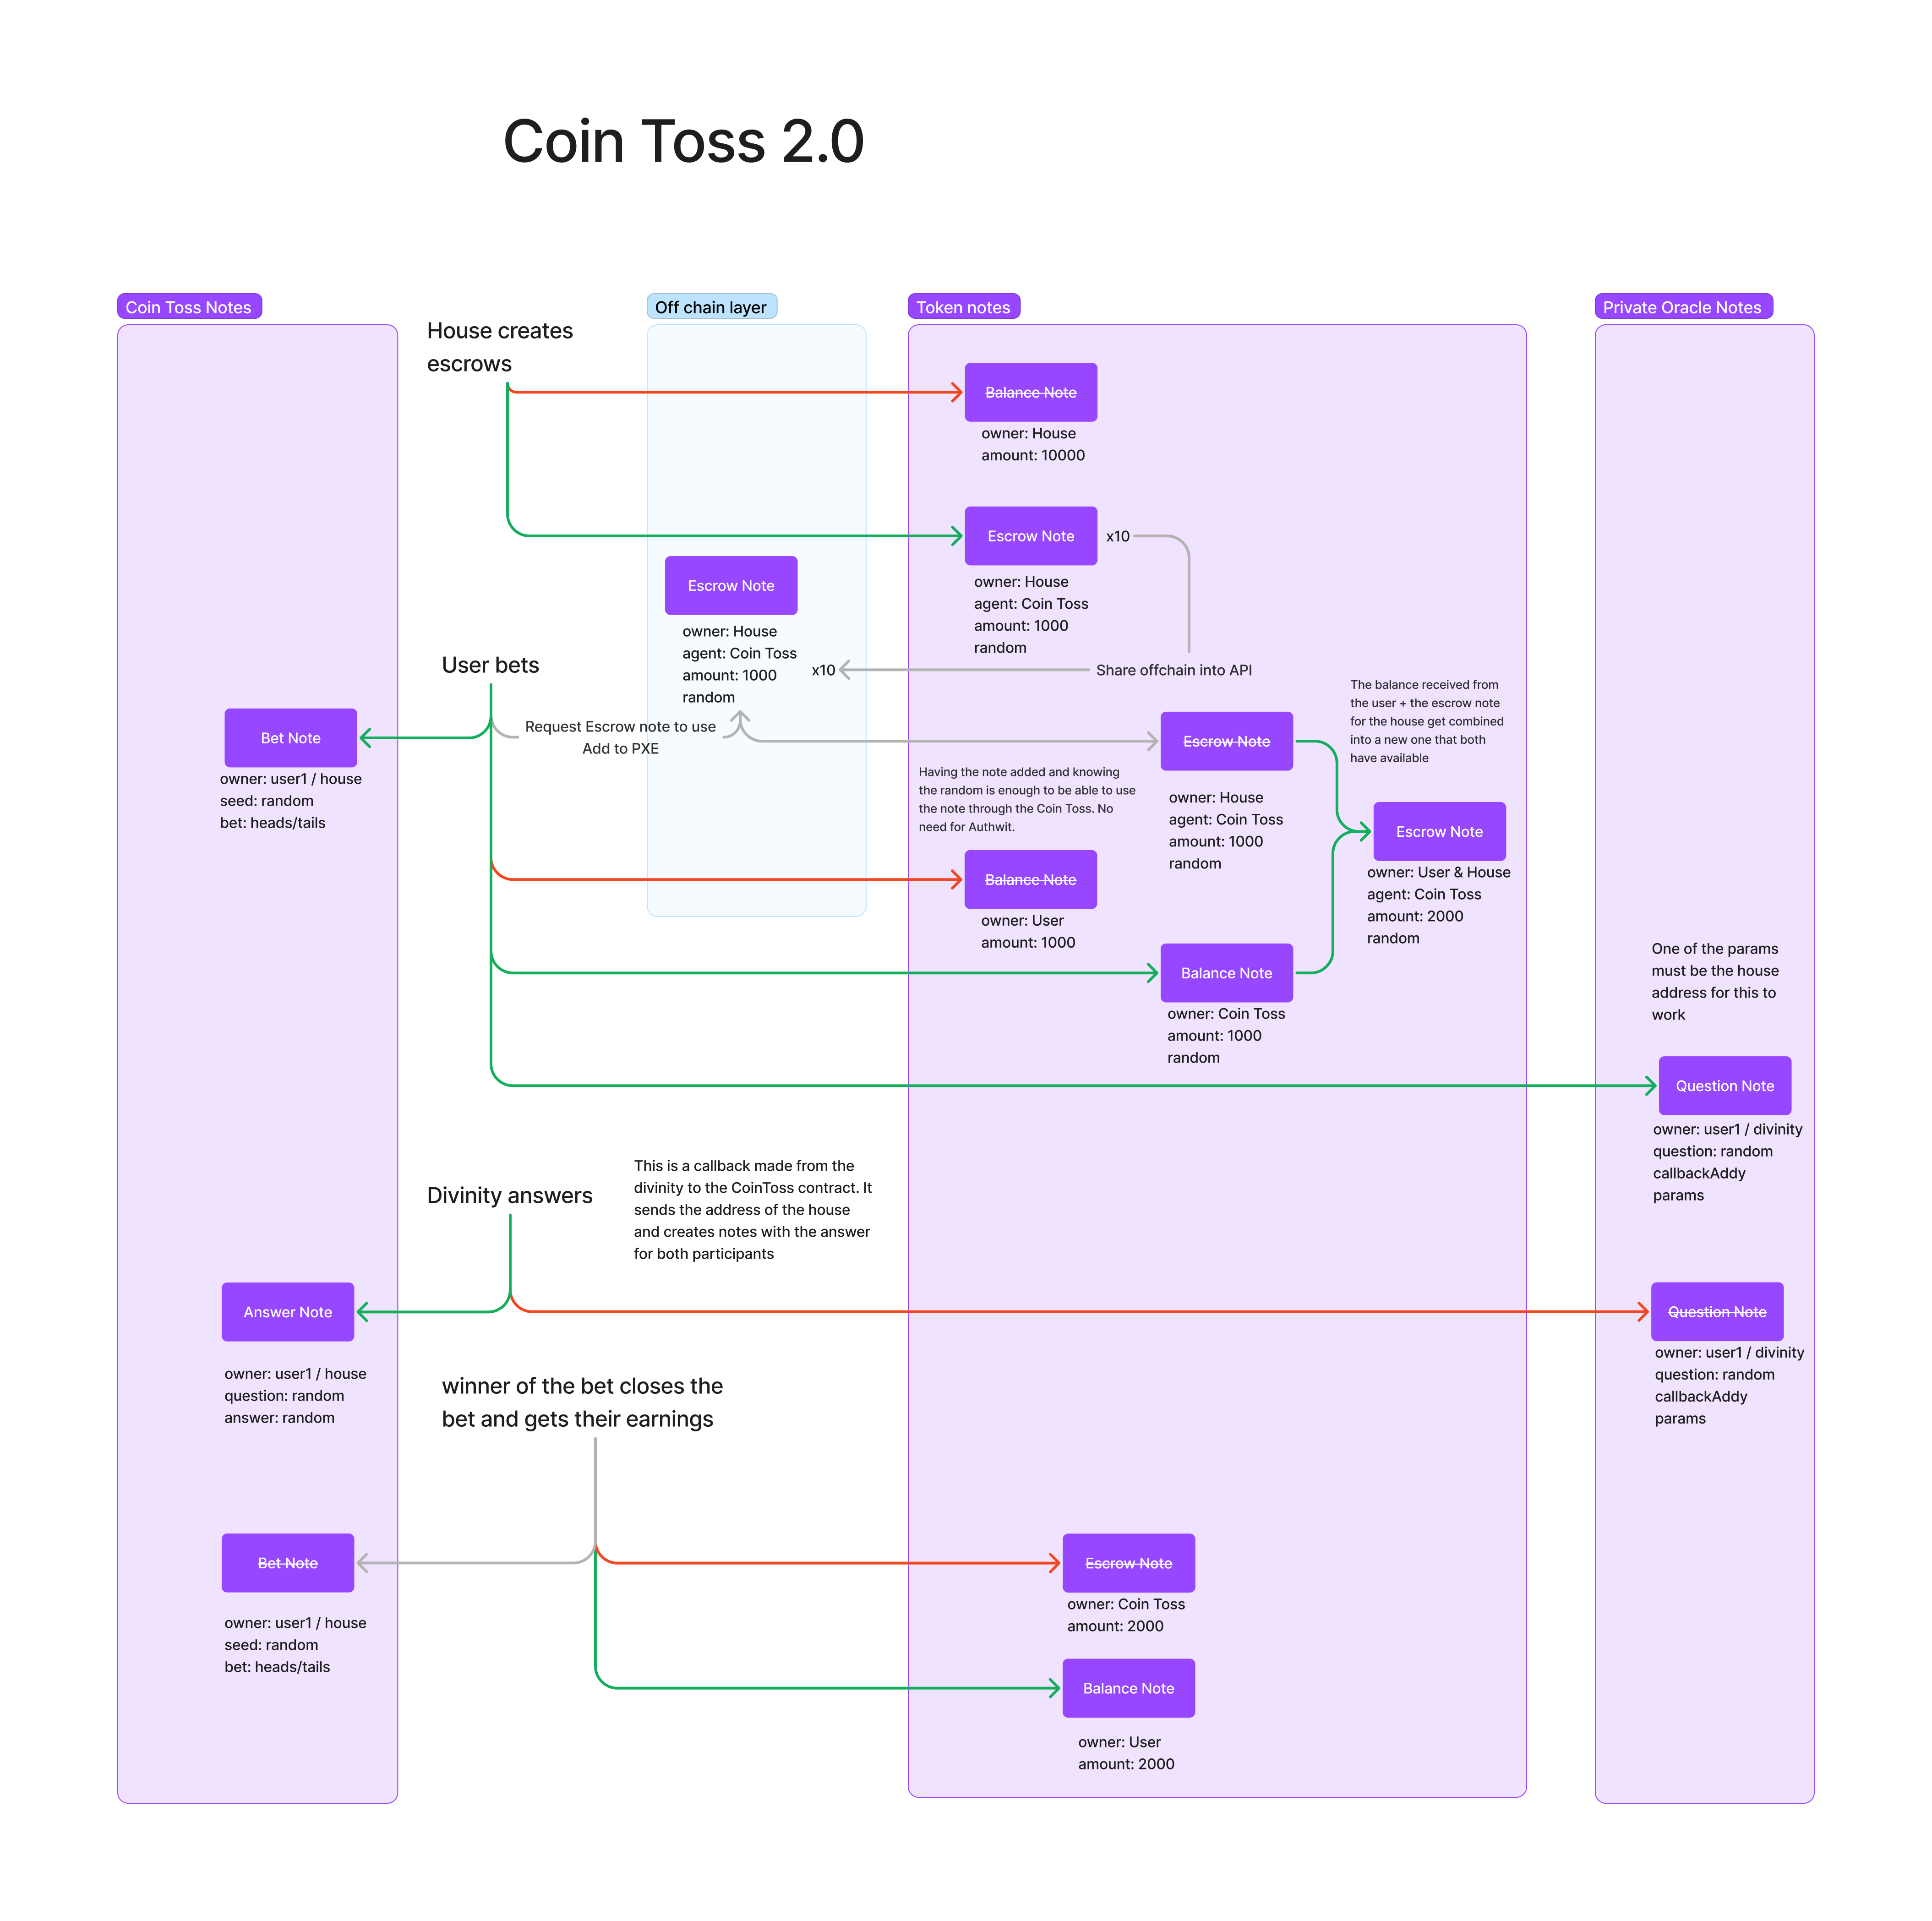 Coin Toss 2.0
Coin Toss Notes
Off chain layer
Token notes
Private Oracle Notes
House creates
escrows
Balance Note
owner: House
amount: 10000
Escrow Note
x10
owner: House
agent: Coin Toss
amount: 1000
random
Escrow Note
owner: House
agent: Coin Toss
amount: 1000
random
x10
Share offchain into API
User bets
Bet Note
owner: user1 / house
seed: random
bet: heads/tails
Request Escrow note to use
Add to PXE
Escrow Note
owner: House
agent: Coin Toss
amount: 1000
random
The balance received from
the user + the escrow note
for the house get combined
into a new one that both
have available
Having the note added and knowing
the random is enough to be able to use
the note through the Coin Toss. No
need for Authwit.
Escrow Note
owner: User & House
agent: Coin Toss
amount: 2000
random
Balance Note
owner: User
amount: 1000
Balance Note
owner: Coin Toss
amount: 1000
random
One of the params
must be the house
address for this to
work
Question Note
owner: user1 / divinity
question: random
callbackAddy
params
Divinity answers
This is a callback made from the
divinity to the CoinToss contract. It
sends the address of the house
and creates notes with the answer
for both participants
Answer Note
owner: user1 / house
question: random
answer: random
Question Note
owner: user1 / divinity
question: random
callbackAddy
params
winner of the bet closes the
bet and gets their earnings
Bet Note
owner: user1 / house
seed: random
bet: heads/tails
Escrow Note
owner: Coin Toss
amount: 2000
Balance Note
owner: User
amount: 2000